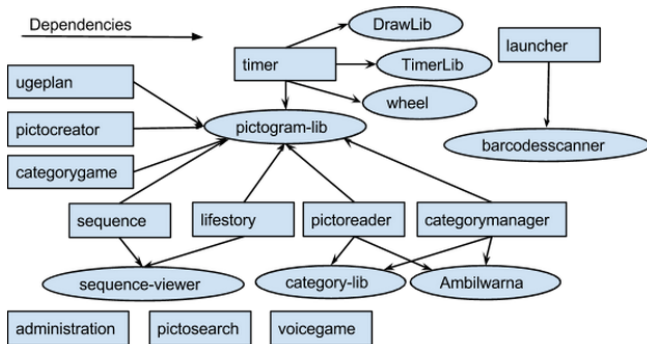 Dependencies
DrawLib
launcher
timer
TimerLib
ugeplan
wheel
pictocreator
pictogram-lib
barcodesscanner
categorygame
sequence
lifestory
pictoreader
categorymanager
sequence-viewer
category-lib
Ambilwarna
administration
pictosearch
voicegame